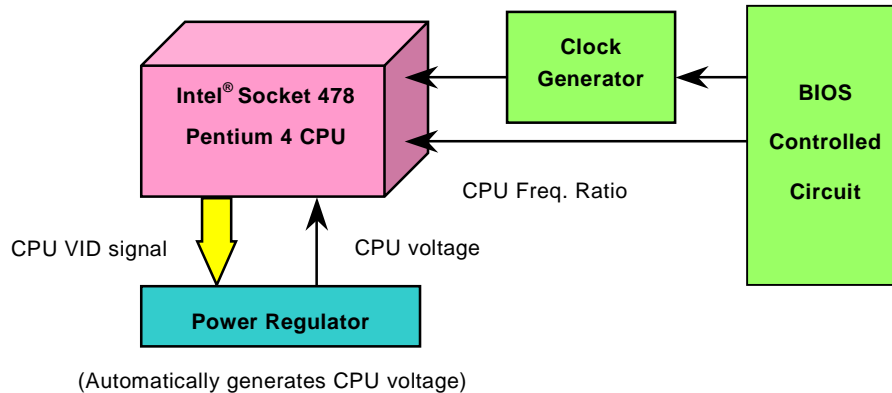 Intel® Socket 478
Pentium 4 CPU
Clock
Generator
BIOS
Controlled
Circuit
CPU Freq. Ratio
CPU VID signal
CPU voltage
Power Regulator
(Automatically generates CPU voltage)